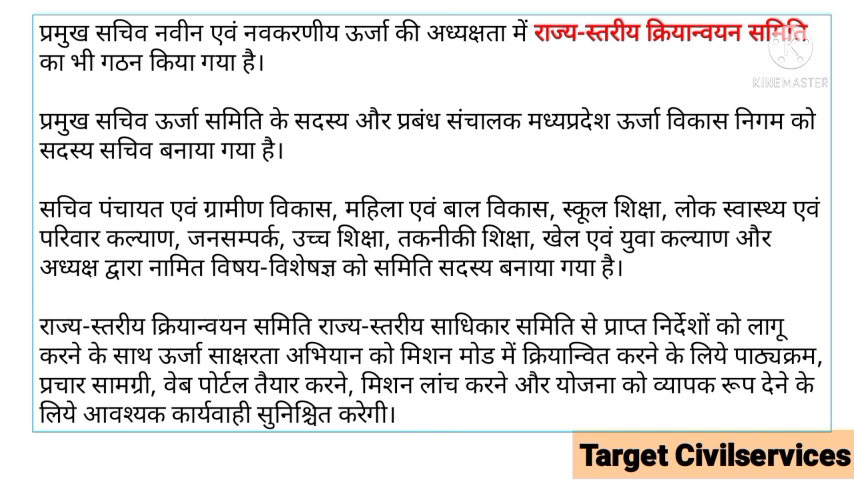 प्रमुख सचिव नवीन एवं नवकरणीय ऊर्जा की अध्यक्षता में राज्य-स्तरीय क्रियान्वयन समिति
का भी गठन किया गया है।
KINEMASTER
प्रमुख सचिव ऊर्जा समिति के सदस्य और प्रबंध संचालक मध्यप्रदेश ऊर्जा विकास निगम को
सदस्य सचिव बनाया गया है।
सचिव पंचायत एवं ग्रामीण विकास, महिला एवं बाल विकास, स्कूल शिक्षा, लोक स्वास्थ्य एवं
परिवार कल्याण, जनसम्पर्क, उच्च शिक्षा, तकनीकी शिक्षा, खेल एवं युवा कल्याण और
अध्यक्ष द्वारा नामित विषय-विशेषज्ञ को समिति सदस्य बनाया गया है।
राज्य-स्तरीय क्रियान्वयन समिति राज्य-स्तरीय साधिकार समिति से प्राप्त निर्देशों को लागू
करने के साथ ऊर्जा साक्षरता अभियान को मिशन मोड में क्रियान्वित करने के लिये पाठ्यक्रम,
प्रचार सामग्री, वेब पोर्टल तैयार करने, मिशन लांच करने और योजना को व्यापक रूप देने के
लिये आवश्यक कार्यवाही सुनिश्चित करेगी।
Target Civilservices